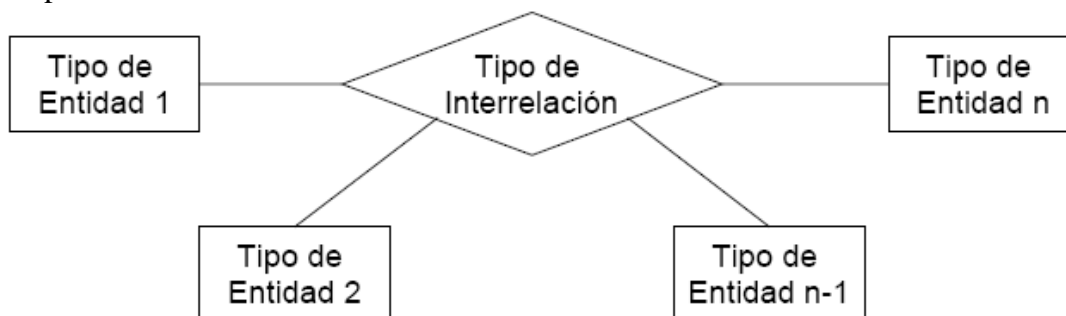 Tipo de
Entidad 1
Tipo de
Interrelación
Tipo de
Entidad n
Tipo de
Entidad 2
Tipo de
Entidad n-1